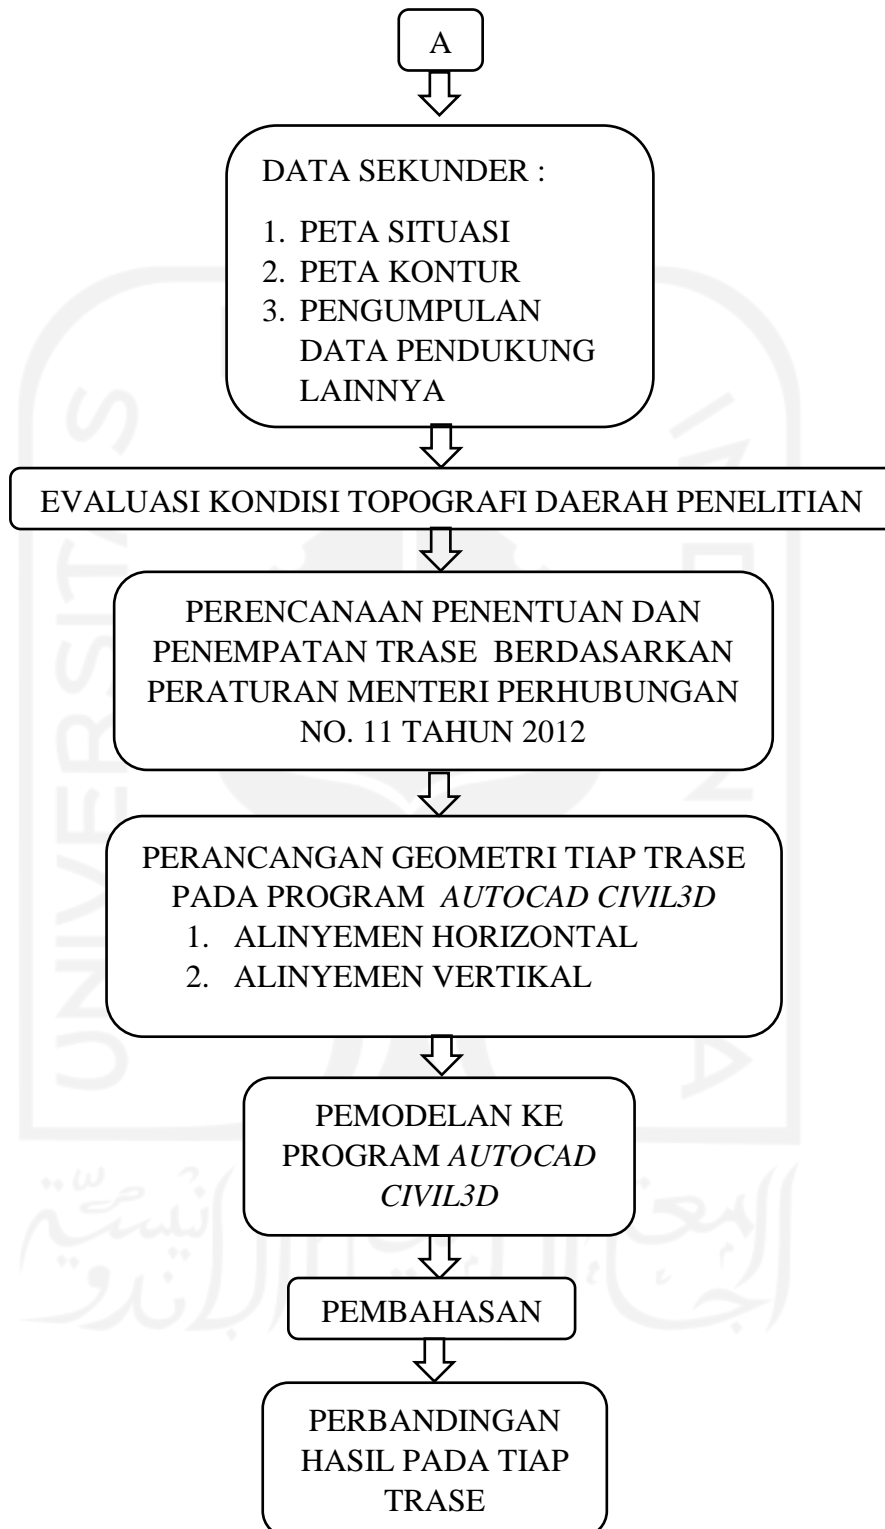 A
DATA SEKUNDER :
1. PETA SITUASI
2. PETA KONTUR
3. PENGUMPULAN
DATA PENDUKUNG
LAINNYA
EVALUASI KONDISI TOPOGRAFI DAERAH PENELITIAN
PERENCANAAN PENENTUAN DAN
PENEMPATAN TRASE BERDASARKAN
PERATURAN MENTERI PERHUBUNGAN
NO. 11 TAHUN 2012
PERANCANGAN GEOMETRI TIAP TRASE
PADA PROGRAM AUTOCAD CIVIL3D
1. ALINYEMEN HORIZONTAL
2. ALINYEMEN VERTIKAL
PEMODELAN KE
PROGRAM AUTOCAD
CIVIL3D
PEMBAHASAN
PERBANDINGAN
HASIL PADA TIAP
TRASE
UNIVERSITAS